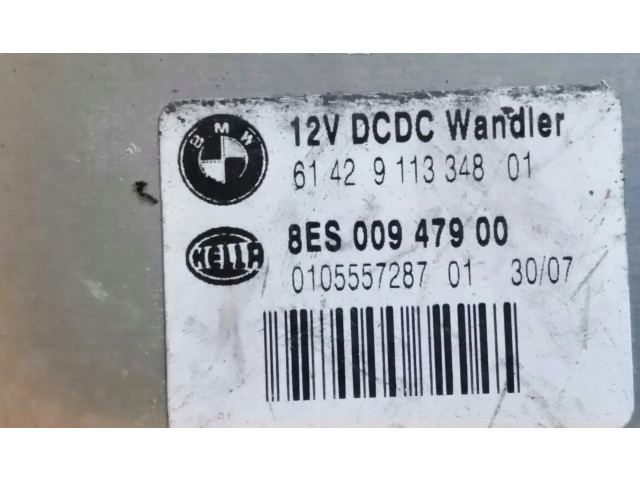 BMW
12V DCDC Wandler
61 42 9 113 348 01
HELLA
8ES 009 479 00
0105557287 01 30/07